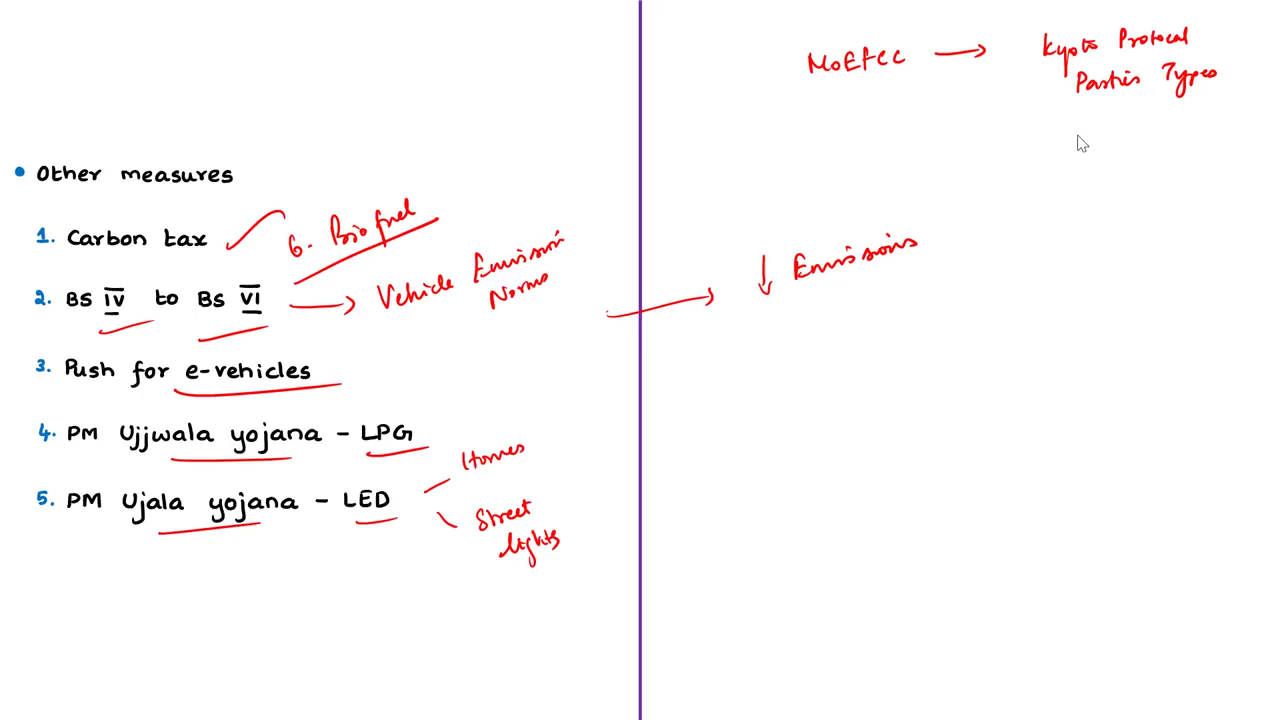 Other measures
1. Carbon tax
6. Bio fuel
2. BS IV to BS VI
Vehicle Emission
Norms
3. Push for e-vehicles
4. PM Ujjwala yojana - LPG
5. PM Ujala yojana - LED
Homes
Street
lights
MoEFCC
Kyoto Protocal
Parties Types
↓ Emissions